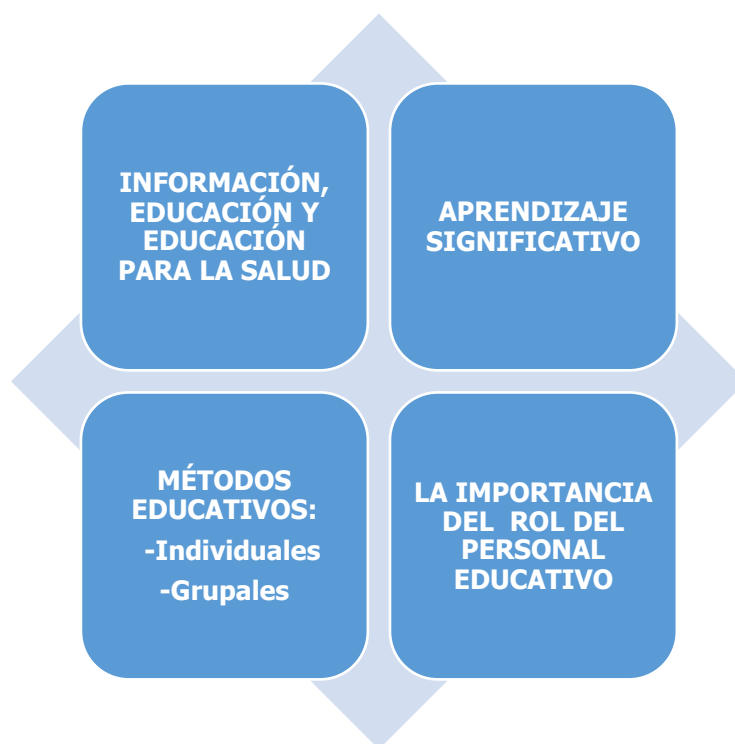 INFORMACIÓN,
EDUCACIÓN Y
EDUCACIÓN
PARA LA SALUD
APRENDIZAJE
SIGNIFICATIVO
MÉTODOS
EDUCATIVOS:
-Individuales
-Grupales
LA IMPORTANCIA
DEL ROL DEL
PERSONAL
EDUCATIVO